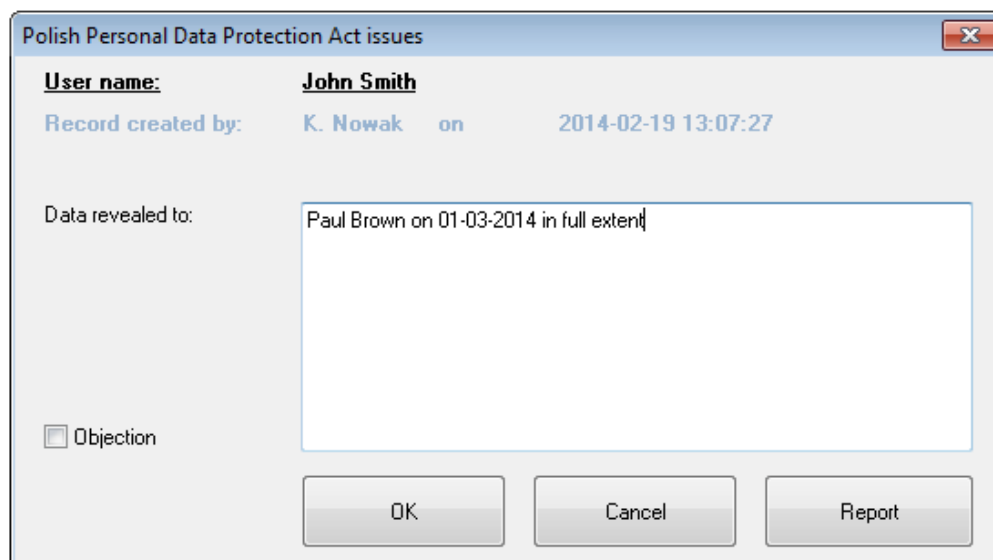 Polish Personal Data Protection Act issues
User name: John Smith
Record created by: K. Nowak on 2014-02-19 13:07:27
Data revealed to: Paul Brown on 01-03-2014 in full extent
Objection
OK Cancel Report